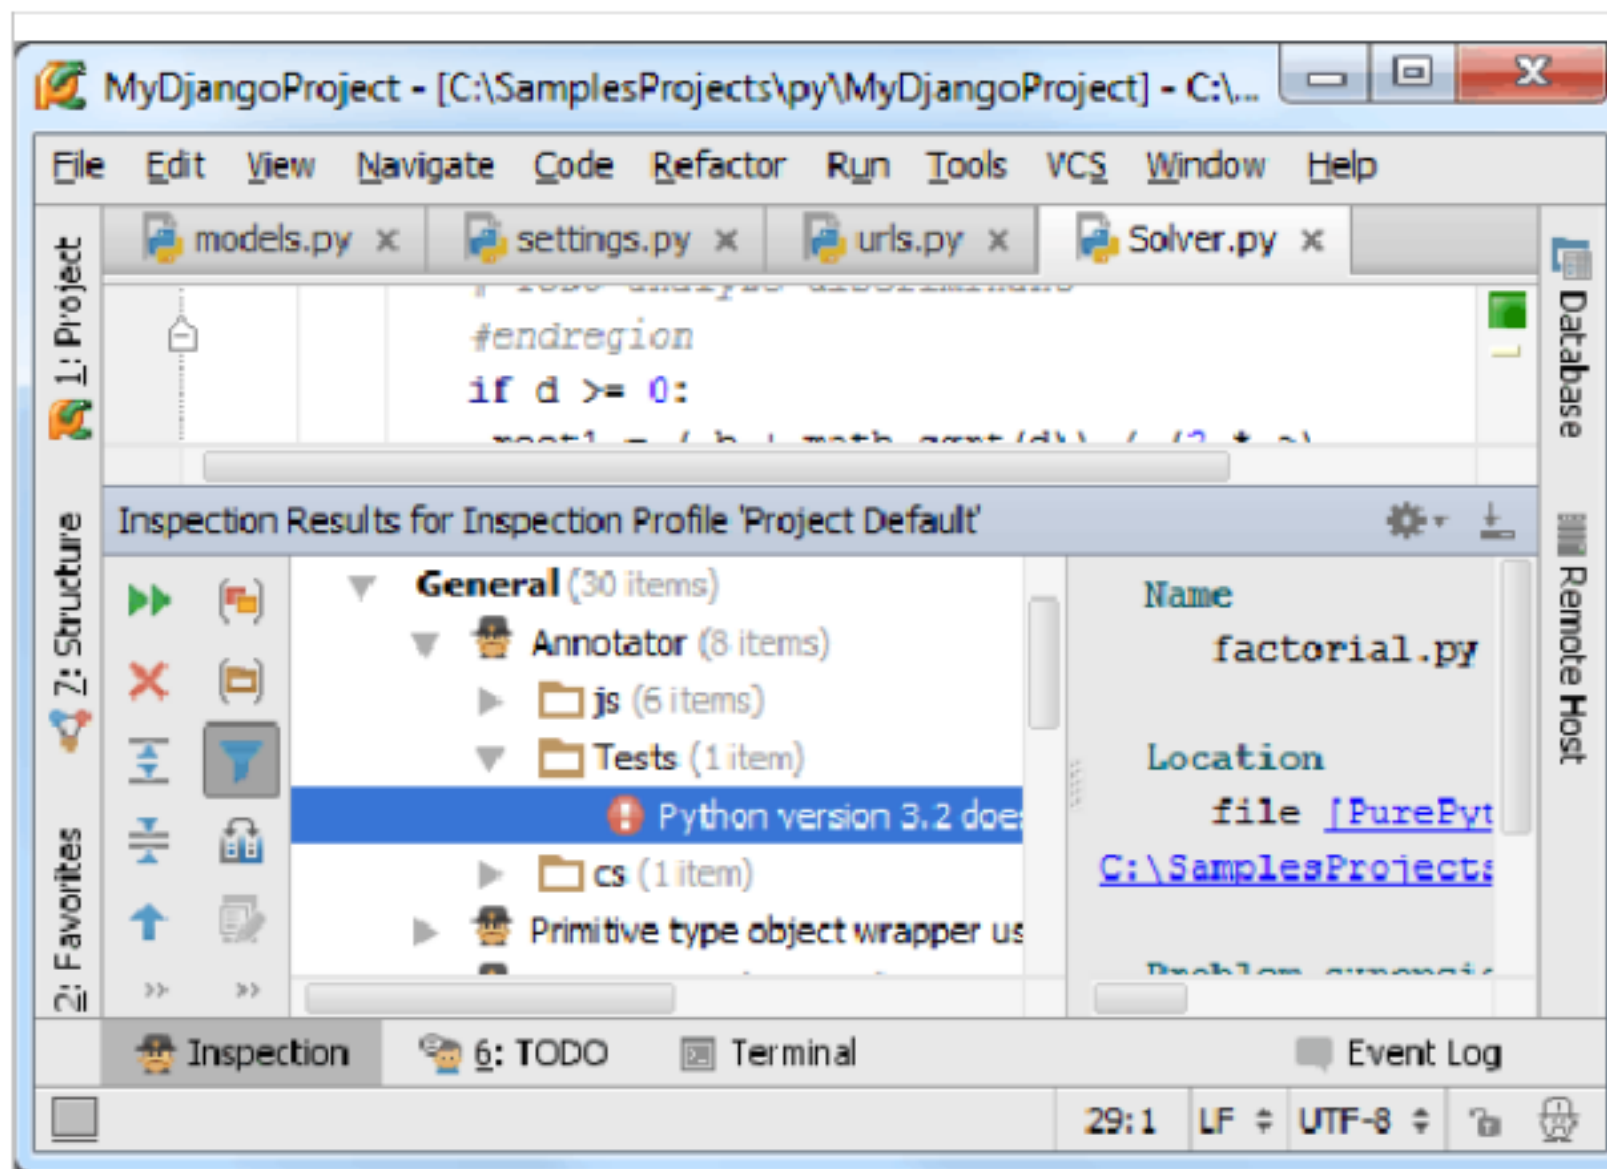 MyDjangoProject - [C:\SamplesProjects\py\MyDjangoProject] - C:\...
File Edit View Navigate Code Refactor Run Tools VCS Window Help
models.py settings.py urls.py Solver.py
#endregion
if d >= 0:
Inspection Results for Inspection Profile 'Project Default'
General (30 items)
Annotator (8 items)
js (6 items)
Tests (1 item)
Python version 3.2 does
cs (1 item)
Primitive type object wrapper us
Name
factorial.py
Location
file [PurePyt
C:\SamplesProjects
1: Project
7: Structure
2: Favorites
Database
Remote Host
Inspection 6: TODO Terminal Event Log
29:1 LF UTF-8